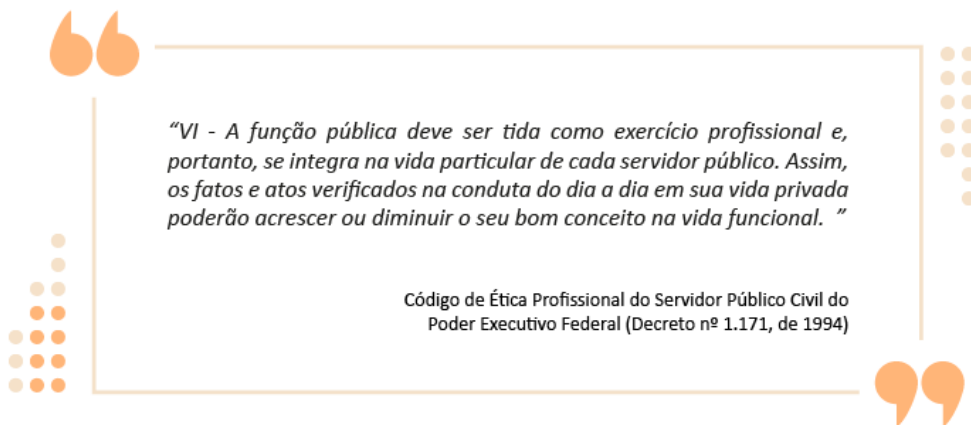 “VI - A função pública deve ser tida como exercício profissional e,
portanto, se integra na vida particular de cada servidor público. Assim,
os fatos e atos verificados na conduta do dia a dia em sua vida privada
poderão acrescer ou diminuir o seu bom conceito na vida funcional. ”
Código de Ética Profissional do Servidor Público Civil do
Poder Executivo Federal (Decreto nº 1.171, de 1994)